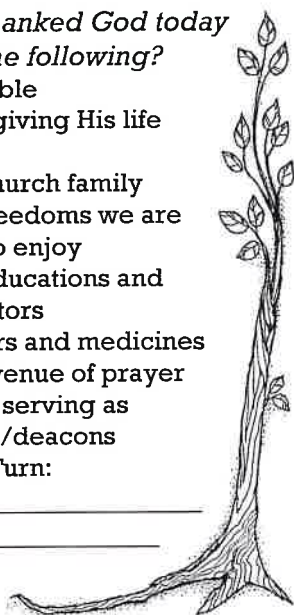 anked God today
e following?
ble
giving His life
urch family
eedoms we are
o enjoy
ducations and
tors
rs and medicines
venue of prayer
serving as
/deacons
Turn: